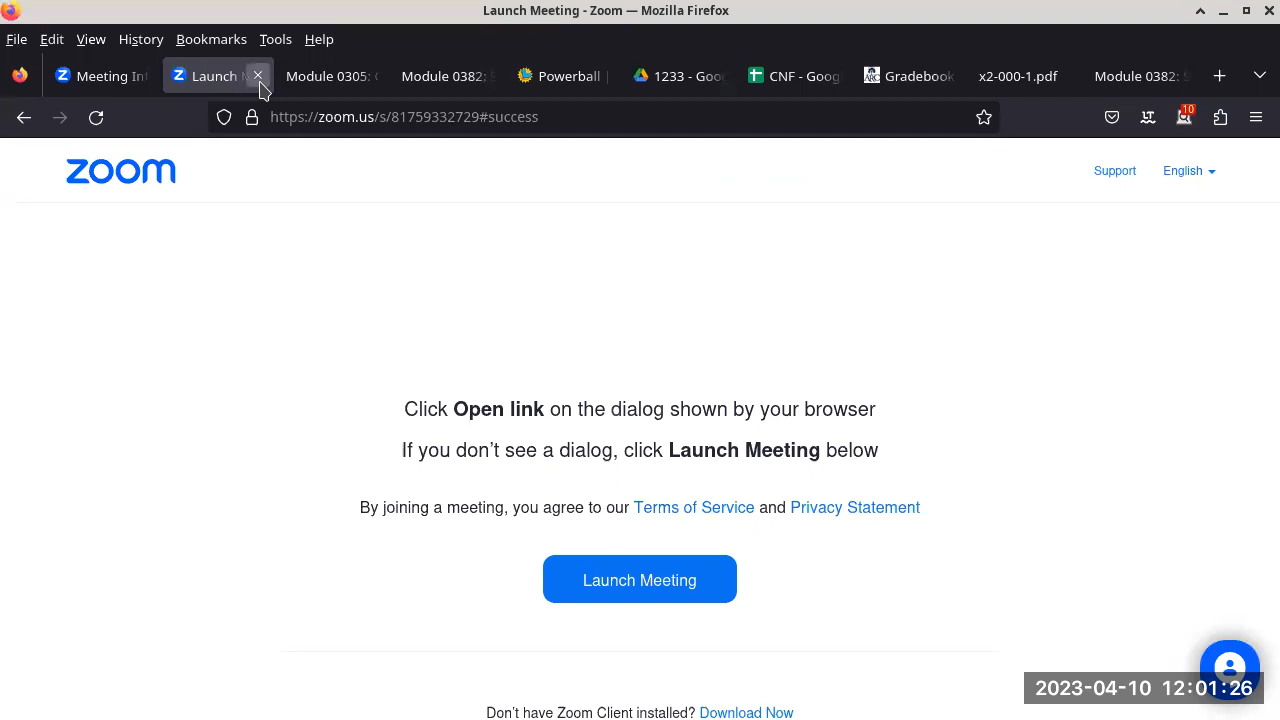 Launch Meeting - Zoom — Mozilla Firefox
File Edit View History Bookmarks Tools Help
Meeting In Launch Module 0305: Module 0382: Powerball 1233 - Goo CNF - Goog Gradebook x2-000-1.pdf Module 0382:
https://zoom.us/s/81759332729#success
10
zoom
Support English
Click Open link on the dialog shown by your browser
If you don't see a dialog, click Launch Meeting below
By joining a meeting, you agree to our Terms of Service and Privacy Statement
Launch Meeting
2023-04-10 12:01:26
Don't have Zoom Client installed? Download Now